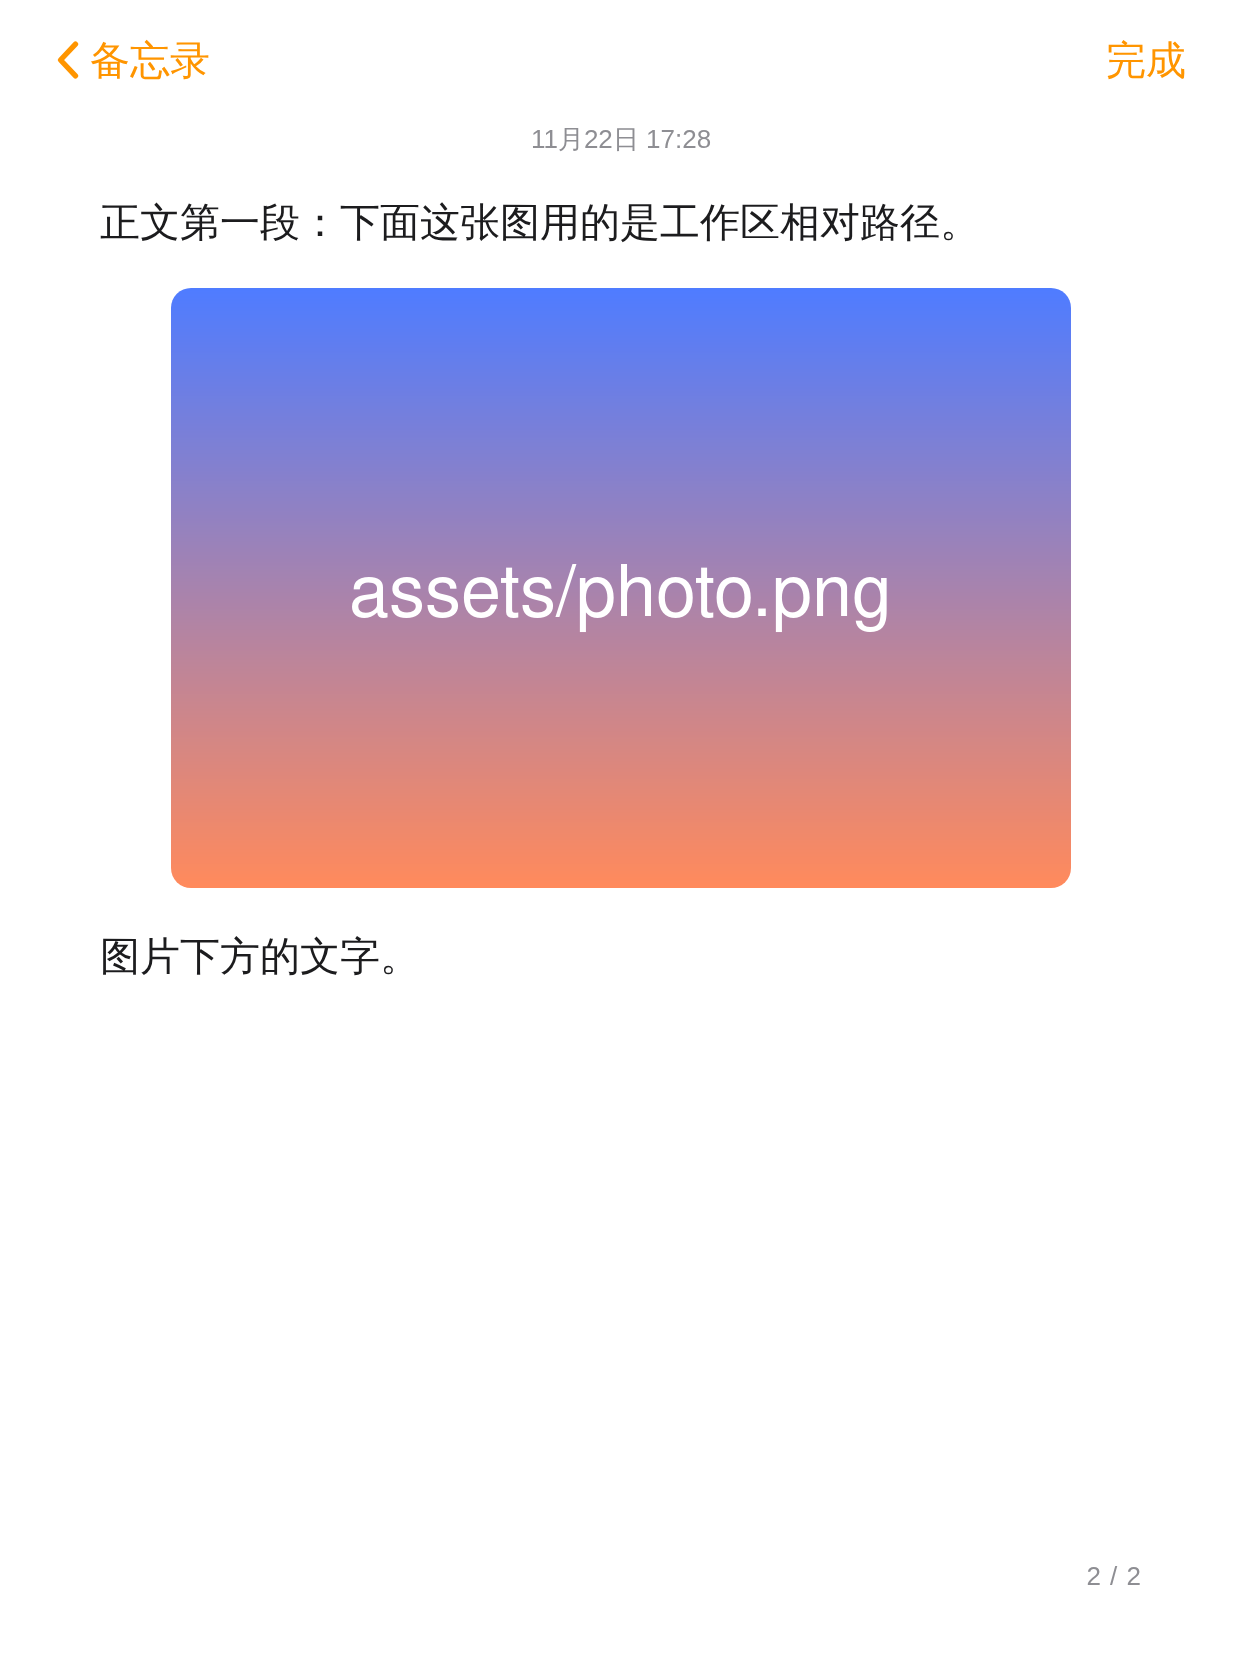 备忘录
完成
11月22日 17:28
正文第一段：下面这张图用的是工作区相对路径。
assets/photo.png
图片下方的文字。
2 / 2